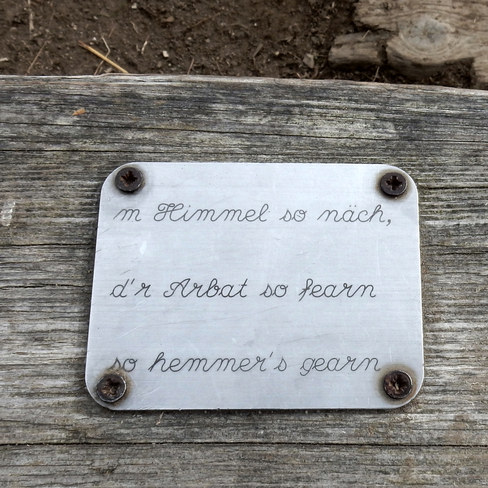 m Himmel so näch,
d'r Arbat so fearn
so hemmer's gearn